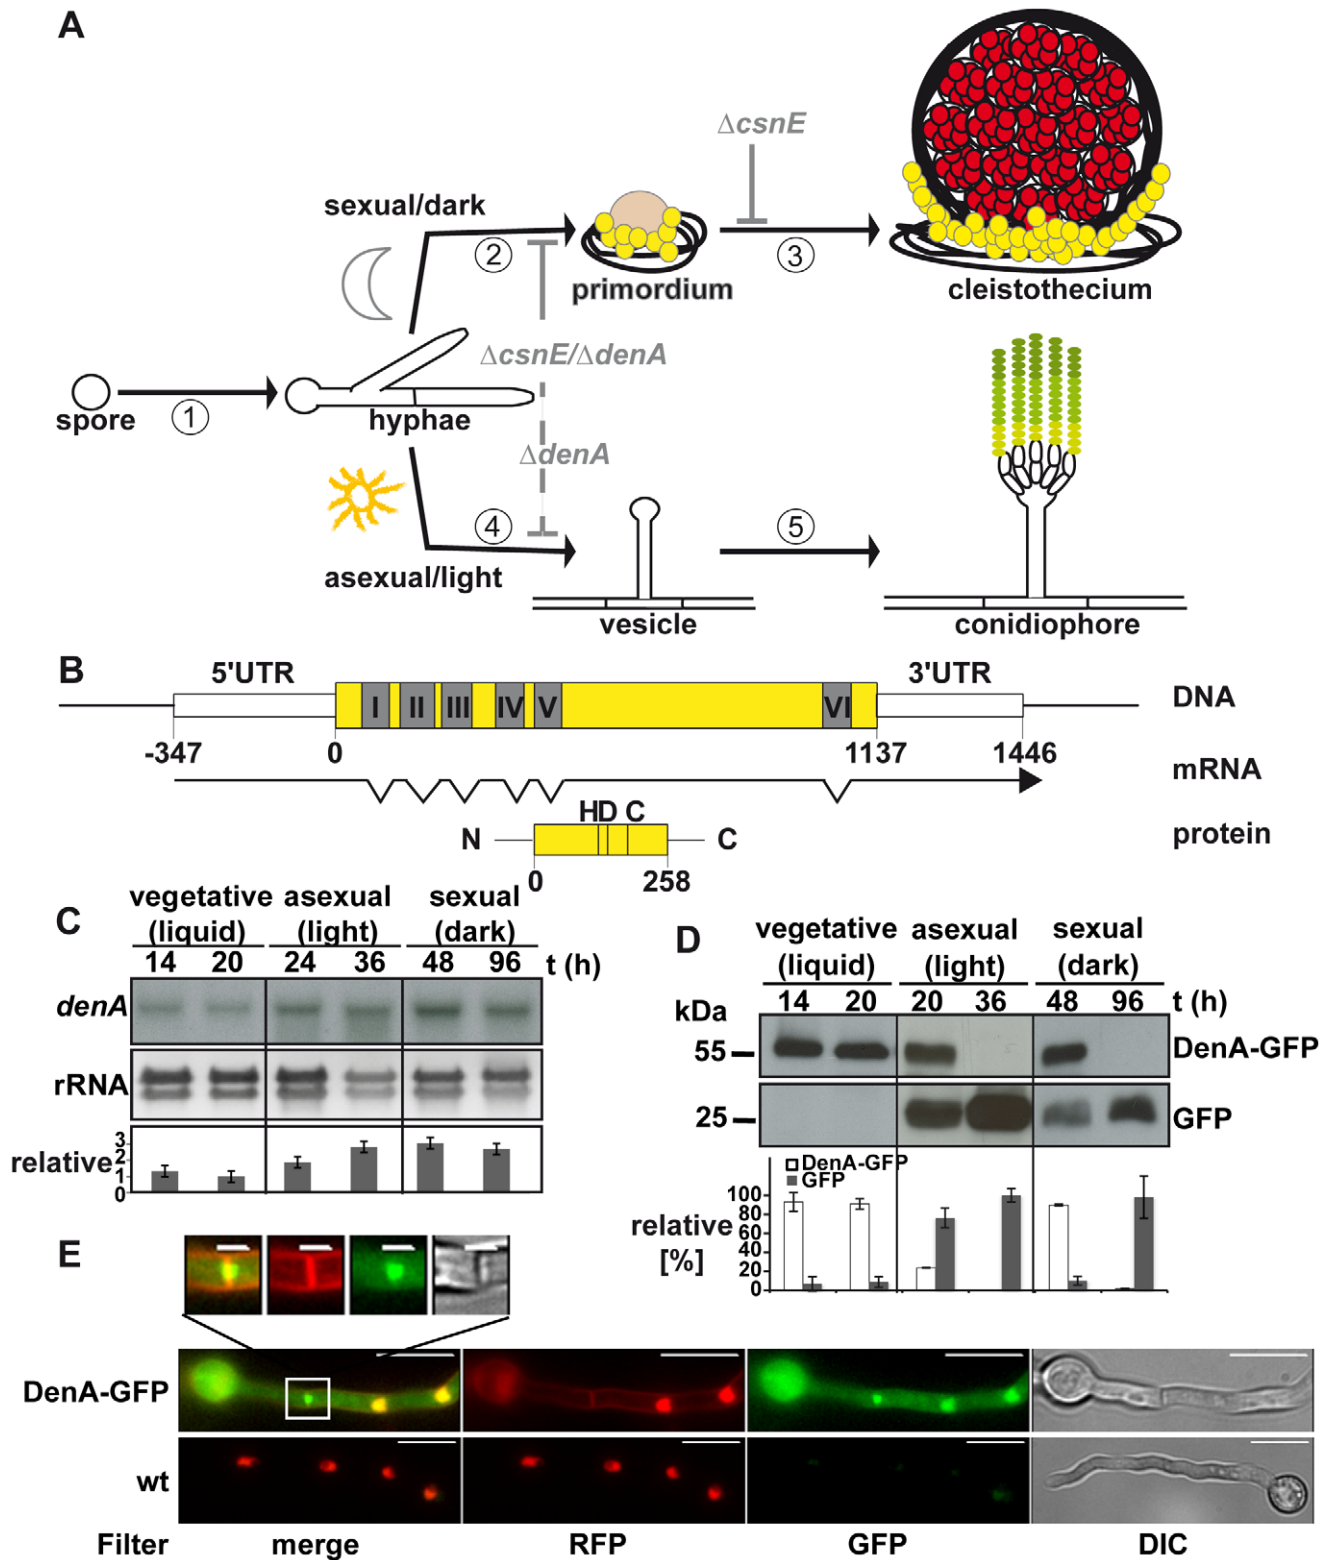 A
ΔcsnE
sexual/dark
2
3
primordium
cleistothecium
ΔcsnE/ΔdenA
spore
1
hyphae
ΔdenA
4
5
asexual/light
vesicle
conidiophore
B
5'UTR
3'UTR
I II III IV V VI
DNA
-347 0 1137 1446
mRNA
HD C
N C
protein
0 258
C
vegetative asexual sexual
(liquid) (light) (dark)
14 20 24 36 48 96 t (h)
denA
rRNA
3
2
relative
1
0
D
vegetative asexual sexual
(liquid) (light) (dark)
kDa 14 20 20 36 48 96 t (h)
55 DenA-GFP
25 GFP
DenA-GFP
GFP
100
80
relative
60
[%]
40
20
0
E
DenA-GFP
wt
Filter merge RFP GFP DIC